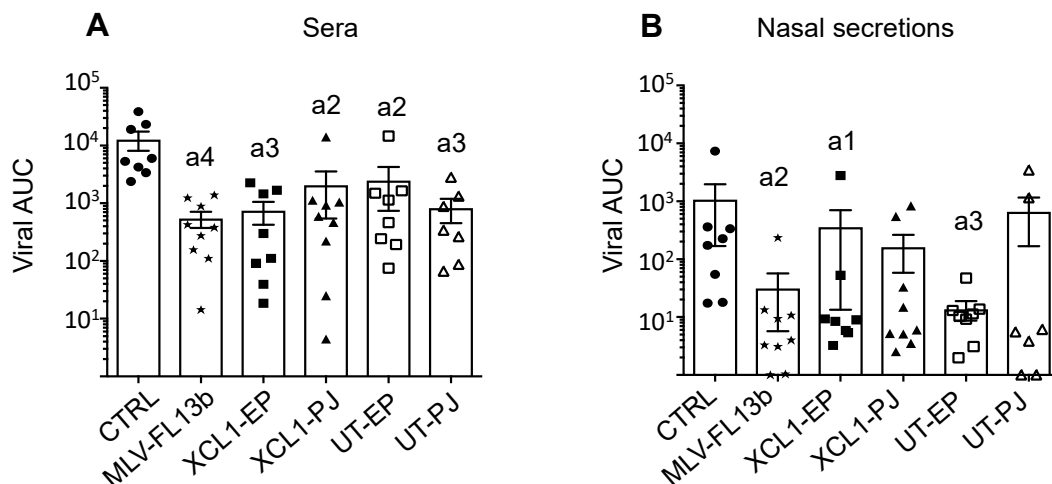 A
Sera
Viral AUC
10^5
10^4
10^3
10^2
10^1
a4
a3
a2
a2
a3
CTRL
MLV-FL13b
XCL1-EP
XCL1-PJ
UT-EP
UT-PJ
B
Nasal secretions
Viral AUC
10^5
10^4
10^3
10^2
10^1
a2
a1
a3
CTRL
MLV-FL13b
XCL1-EP
XCL1-PJ
UT-EP
UT-PJ